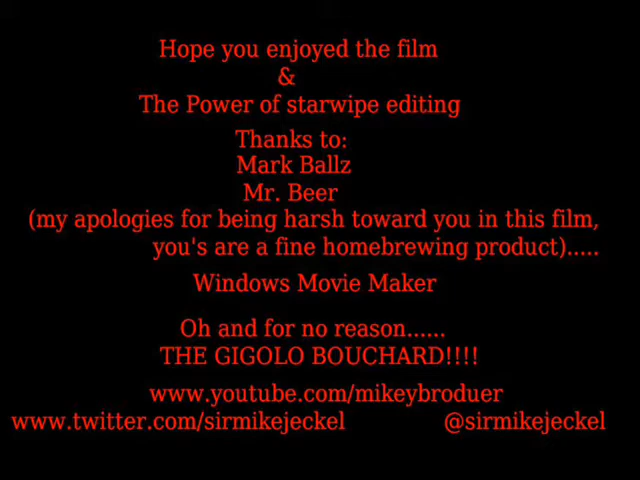 Hope you enjoyed the film
&
The Power of starwipe editing
Thanks to:
Mark Ballz
Mr. Beer
(my apologies for being harsh toward you in this film,
you's are a fine homebrewing product).....
Windows Movie Maker
Oh and for no reason......
THE GIGOLO BOUCHARD!!!!
www.youtube.com/mikeybroduer
www.twitter.com/sirmikejeckel @sirmikejeckel